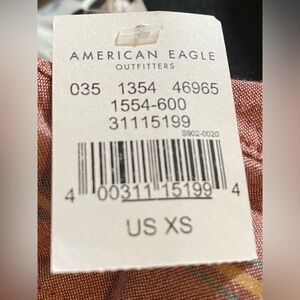 AMERICAN EAGLE
OUTFITTERS
035 1354 46965
1554-600
31115199
S902-0020
4 00311 15199 4
US XS